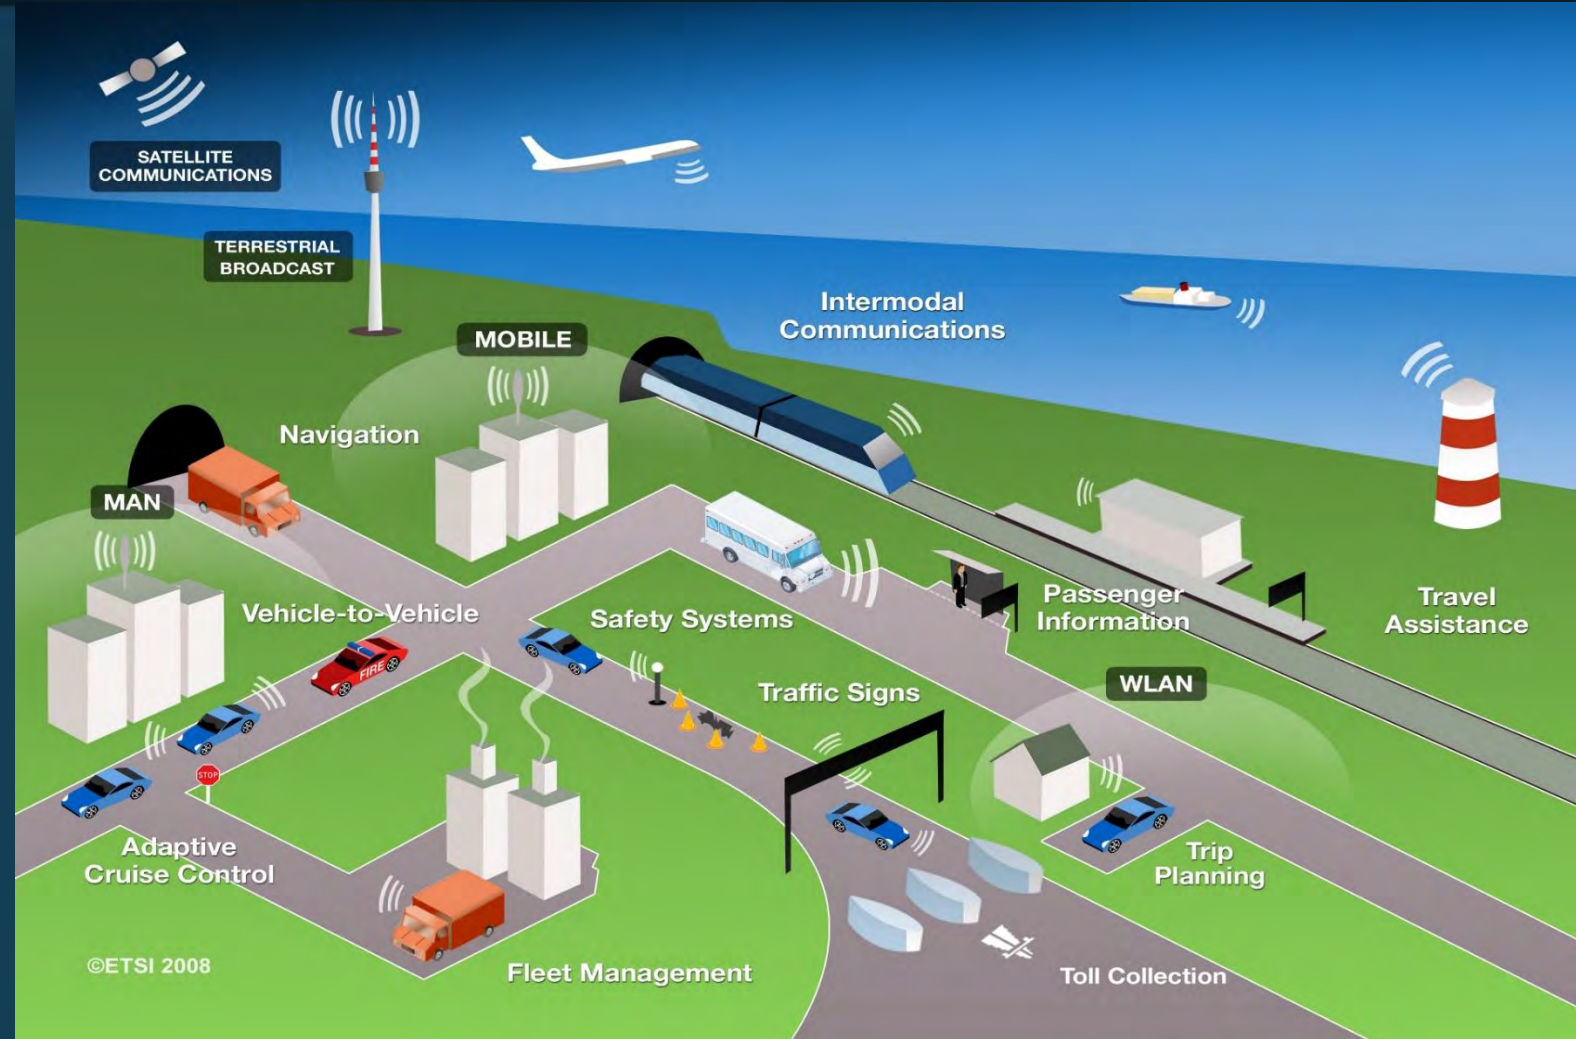 SATELLITE
COMMUNICATIONS
TERRESTRIAL
BROADCAST
Intermodal
Communications
MOBILE
Navigation
MAN
Vehicle-to-Vehicle
Safety Systems
Passenger
Information
Travel
Assistance
FIRE
Traffic Signs
WLAN
STOP
Adaptive
Cruise Control
Trip
Planning
©ETSI 2008
Fleet Management
Toll Collection